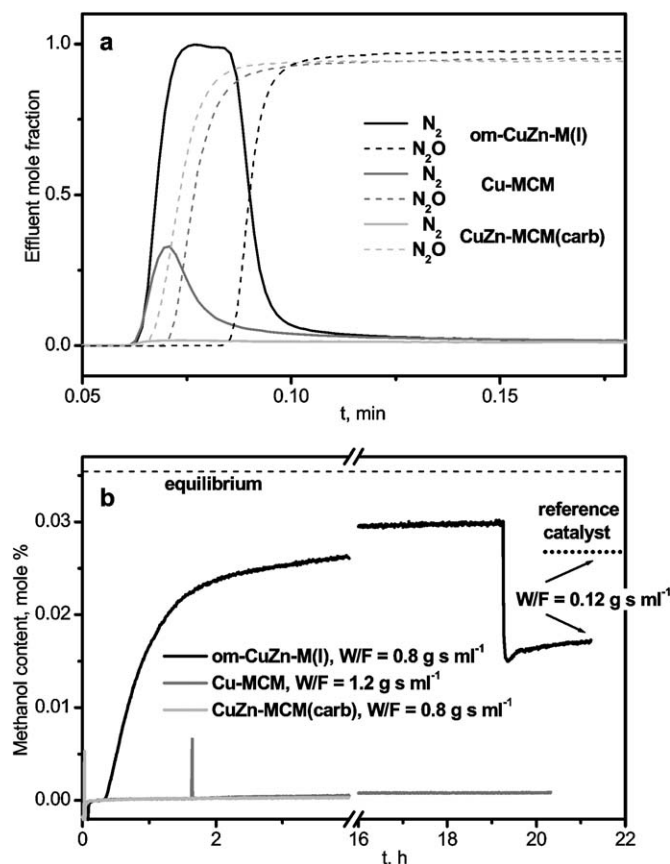 a
1.0
0.5
0.0
Effluent mole fraction
N₂
N₂O
om-CuZn-M(I)
N₂
N₂O
Cu-MCM
N₂
N₂O
CuZn-MCM(carb)
0.05 0.10 0.15
t, min
b
equilibrium
reference
catalyst
W/F = 0.12 g s ml⁻¹
0.03
0.02
0.01
0.00
Methanol content, mole %
om-CuZn-M(I), W/F = 0.8 g s ml⁻¹
Cu-MCM, W/F = 1.2 g s ml⁻¹
CuZn-MCM(carb), W/F = 0.8 g s ml⁻¹
0 2 16 18 20 22
t, h